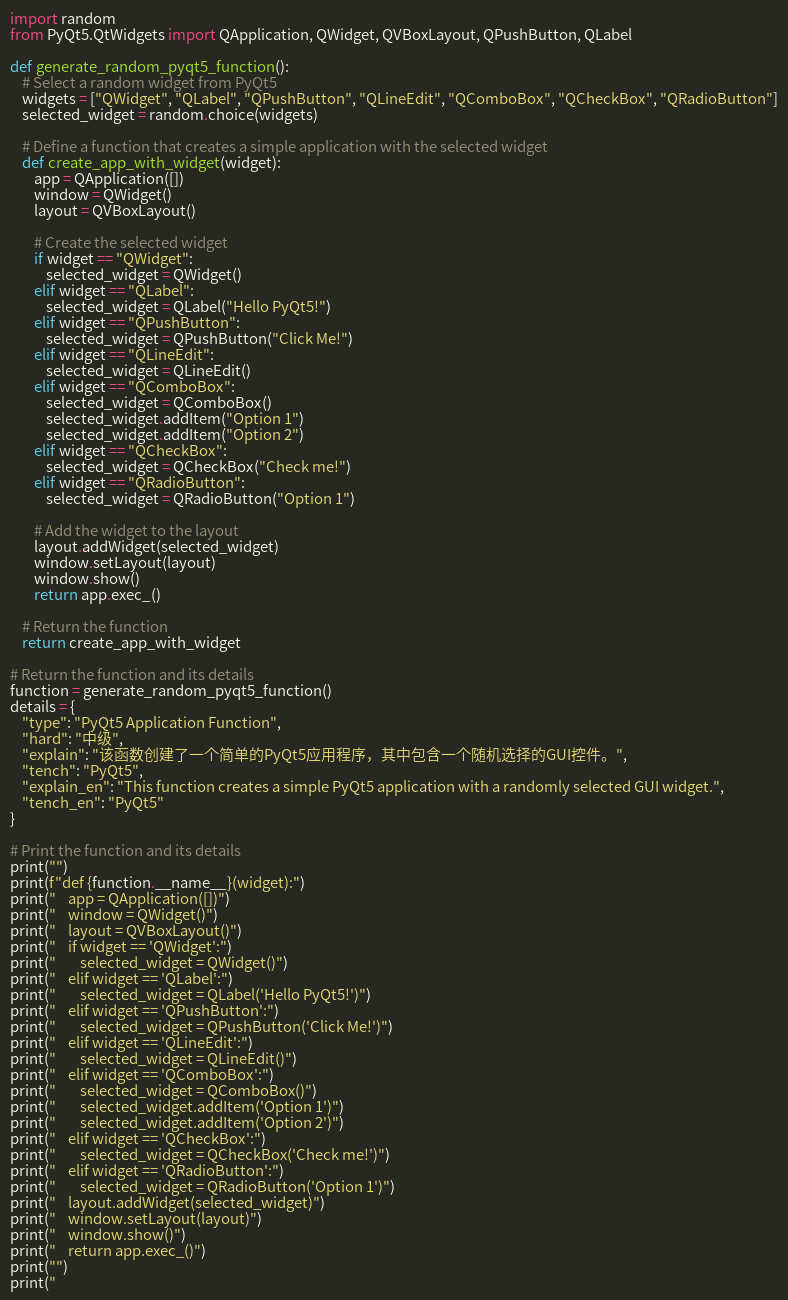 import random
from PyQt5.QtWidgets import QApplication, QWidget, QVBoxLayout, QPushButton, QLabel

def generate_random_pyqt5_function():
    # Select a random widget from PyQt5
    widgets = ["QWidget", "QLabel", "QPushButton", "QLineEdit", "QComboBox", "QCheckBox", "QRadioButton"]
    selected_widget = random.choice(widgets)

    # Define a function that creates a simple application with the selected widget
    def create_app_with_widget(widget):
        app = QApplication([])
        window = QWidget()
        layout = QVBoxLayout()

        # Create the selected widget
        if widget == "QWidget":
            selected_widget = QWidget()
        elif widget == "QLabel":
            selected_widget = QLabel("Hello PyQt5!")
        elif widget == "QPushButton":
            selected_widget = QPushButton("Click Me!")
        elif widget == "QLineEdit":
            selected_widget = QLineEdit()
        elif widget == "QComboBox":
            selected_widget = QComboBox()
            selected_widget.addItem("Option 1")
            selected_widget.addItem("Option 2")
        elif widget == "QCheckBox":
            selected_widget = QCheckBox("Check me!")
        elif widget == "QRadioButton":
            selected_widget = QRadioButton("Option 1")

        # Add the widget to the layout
        layout.addWidget(selected_widget)
        window.setLayout(layout)
        window.show()
        return app.exec_()

    # Return the function
    return create_app_with_widget

# Return the function and its details
function = generate_random_pyqt5_function()
details = {
    "type": "PyQt5 Application Function",
    "hard": "中级",
    "explain": "该函数创建了一个简单的PyQt5应用程序，其中包含一个随机选择的GUI控件。",
    "tench": "PyQt5",
    "explain_en": "This function creates a simple PyQt5 application with a randomly selected GUI widget.",
    "tench_en": "PyQt5"
}

# Print the function and its details
print("")
print(f"def {function.__name__}(widget):")
print("    app = QApplication([])")
print("    window = QWidget()")
print("    layout = QVBoxLayout()")
print("    if widget == 'QWidget':")
print("        selected_widget = QWidget()")
print("    elif widget == 'QLabel':")
print("        selected_widget = QLabel('Hello PyQt5!')")
print("    elif widget == 'QPushButton':")
print("        selected_widget = QPushButton('Click Me!')")
print("    elif widget == 'QLineEdit':")
print("        selected_widget = QLineEdit()")
print("    elif widget == 'QComboBox':")
print("        selected_widget = QComboBox()")
print("        selected_widget.addItem('Option 1')")
print("        selected_widget.addItem('Option 2')")
print("    elif widget == 'QCheckBox':")
print("        selected_widget = QCheckBox('Check me!')")
print("    elif widget == 'QRadioButton':")
print("        selected_widget = QRadioButton('Option 1')")
print("    layout.addWidget(selected_widget)")
print("    window.setLayout(layout)")
print("    window.show()")
print("    return app.exec_()")
print("")
print("